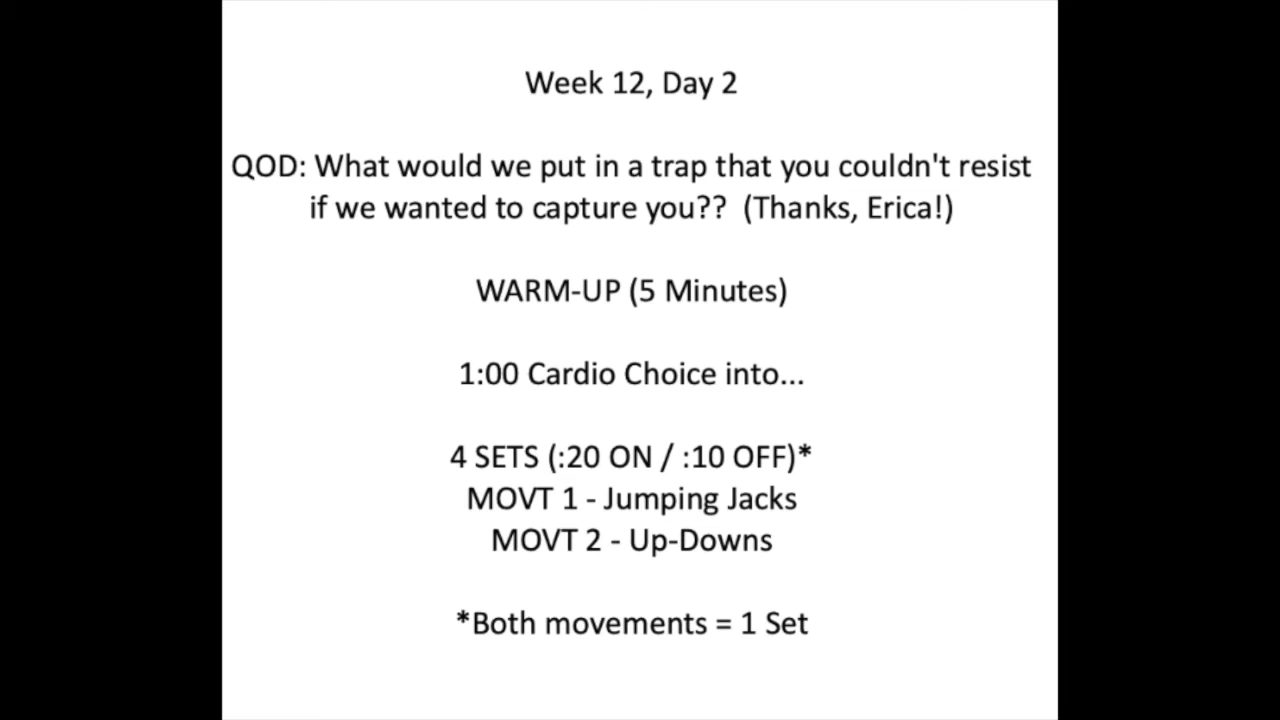 Week 12, Day 2
QOD: What would we put in a trap that you couldn't resist
if we wanted to capture you??  (Thanks, Erica!)
WARM-UP (5 Minutes)
1:00 Cardio Choice into...
4 SETS (:20 ON / :10 OFF)*
MOVT 1 - Jumping Jacks
MOVT 2 - Up-Downs
*Both movements = 1 Set